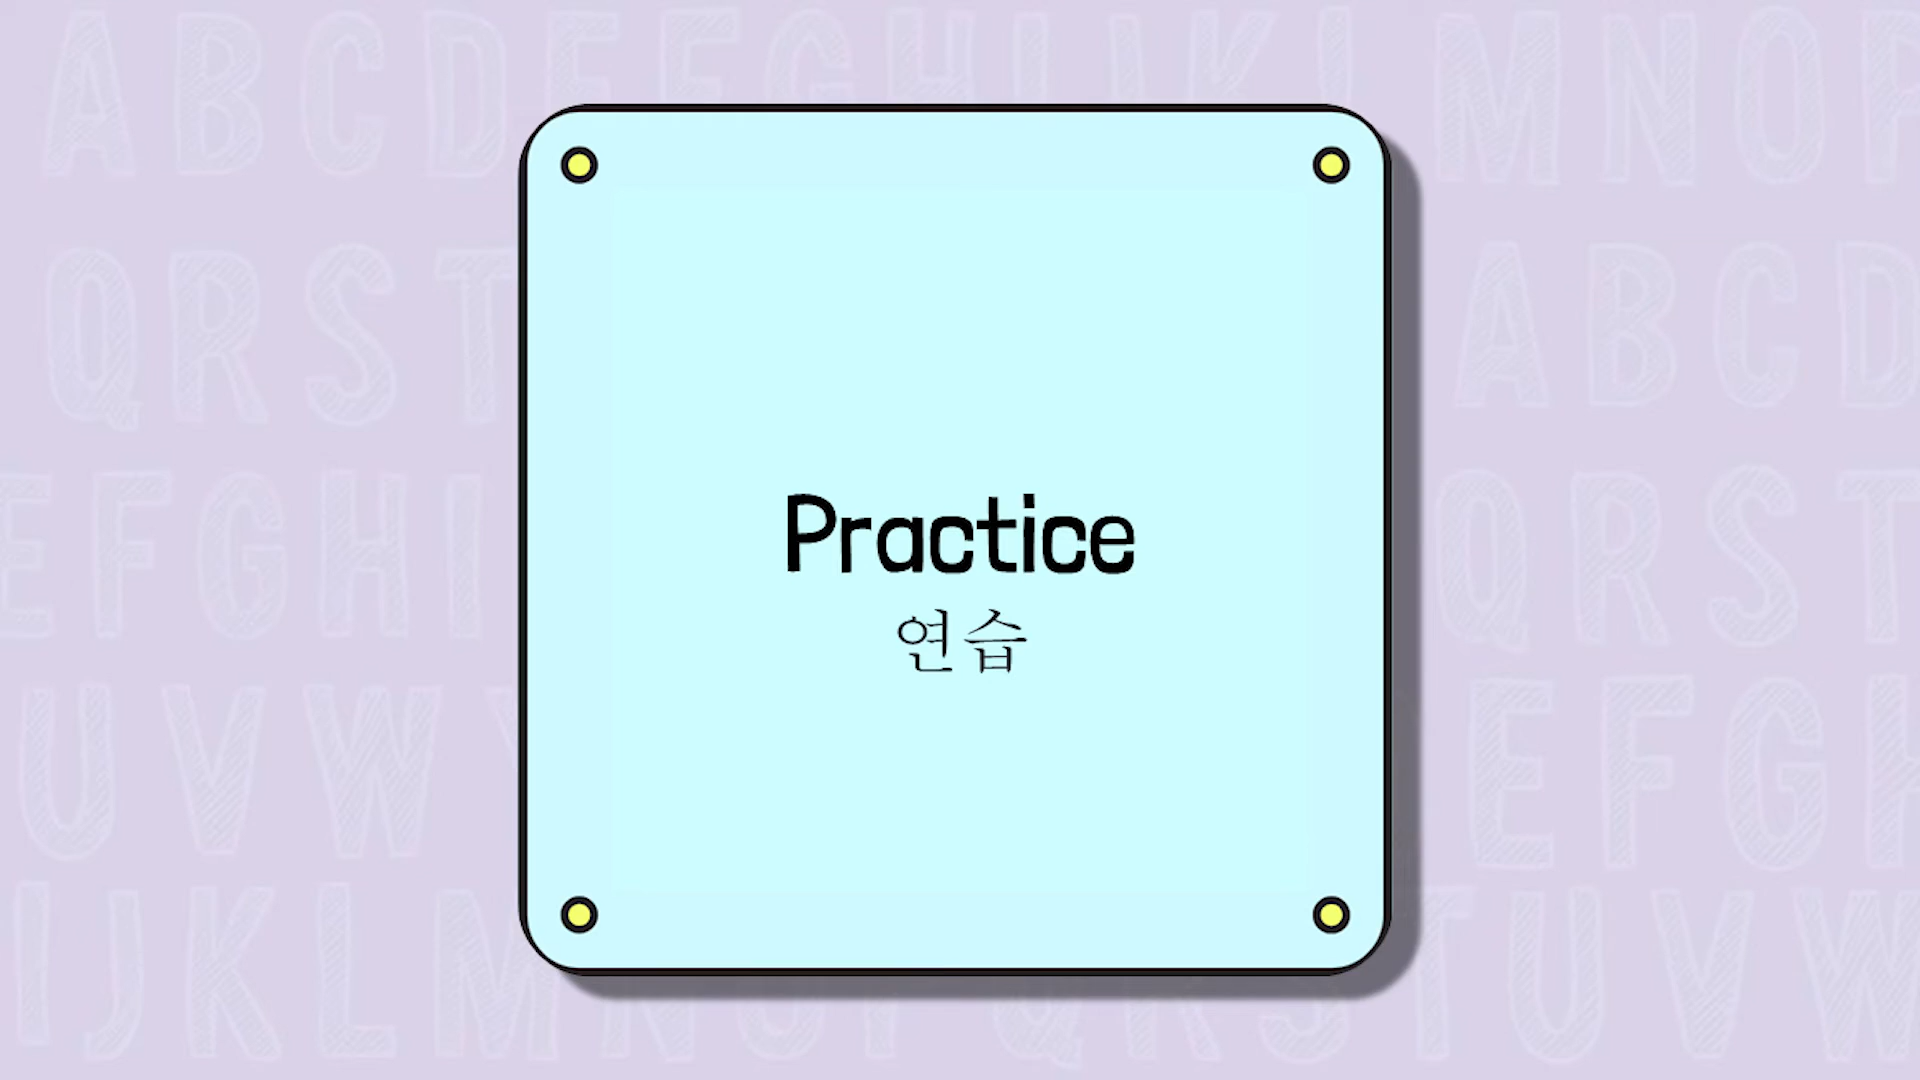 A B C D E F G H I J K L M N O P
Q R S T A B C D
E F G H I Q R S T
U V W E F G H
I J K L M N O P Q R S T U V W
Practice
연습